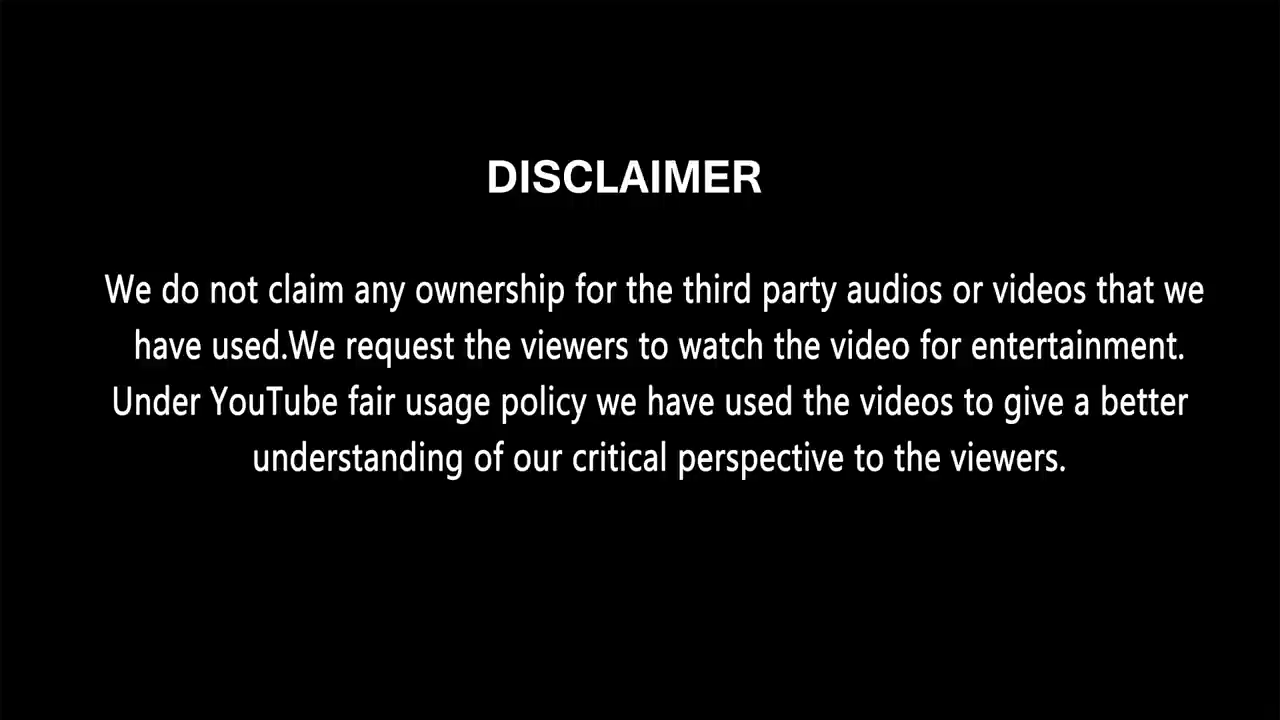 DISCLAIMER
We do not claim any ownership for the third party audios or videos that we
have used.We request the viewers to watch the video for entertainment.
Under YouTube fair usage policy we have used the videos to give a better
understanding of our critical perspective to the viewers.